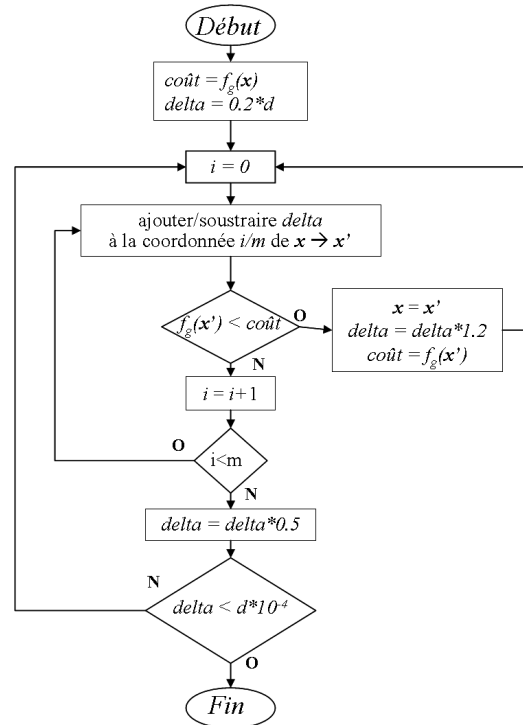 Début
coût = f_g(x)
delta = 0.2*d
i = 0
ajouter/soustraire delta
à la coordonnée i/m de x → x'
f_g(x') < coût
O
x = x'
delta = delta*1.2
coût = f_g(x')
N
i = i+1
O
i<m
N
delta = delta*0.5
N
delta < d*10⁻⁴
O
Fin